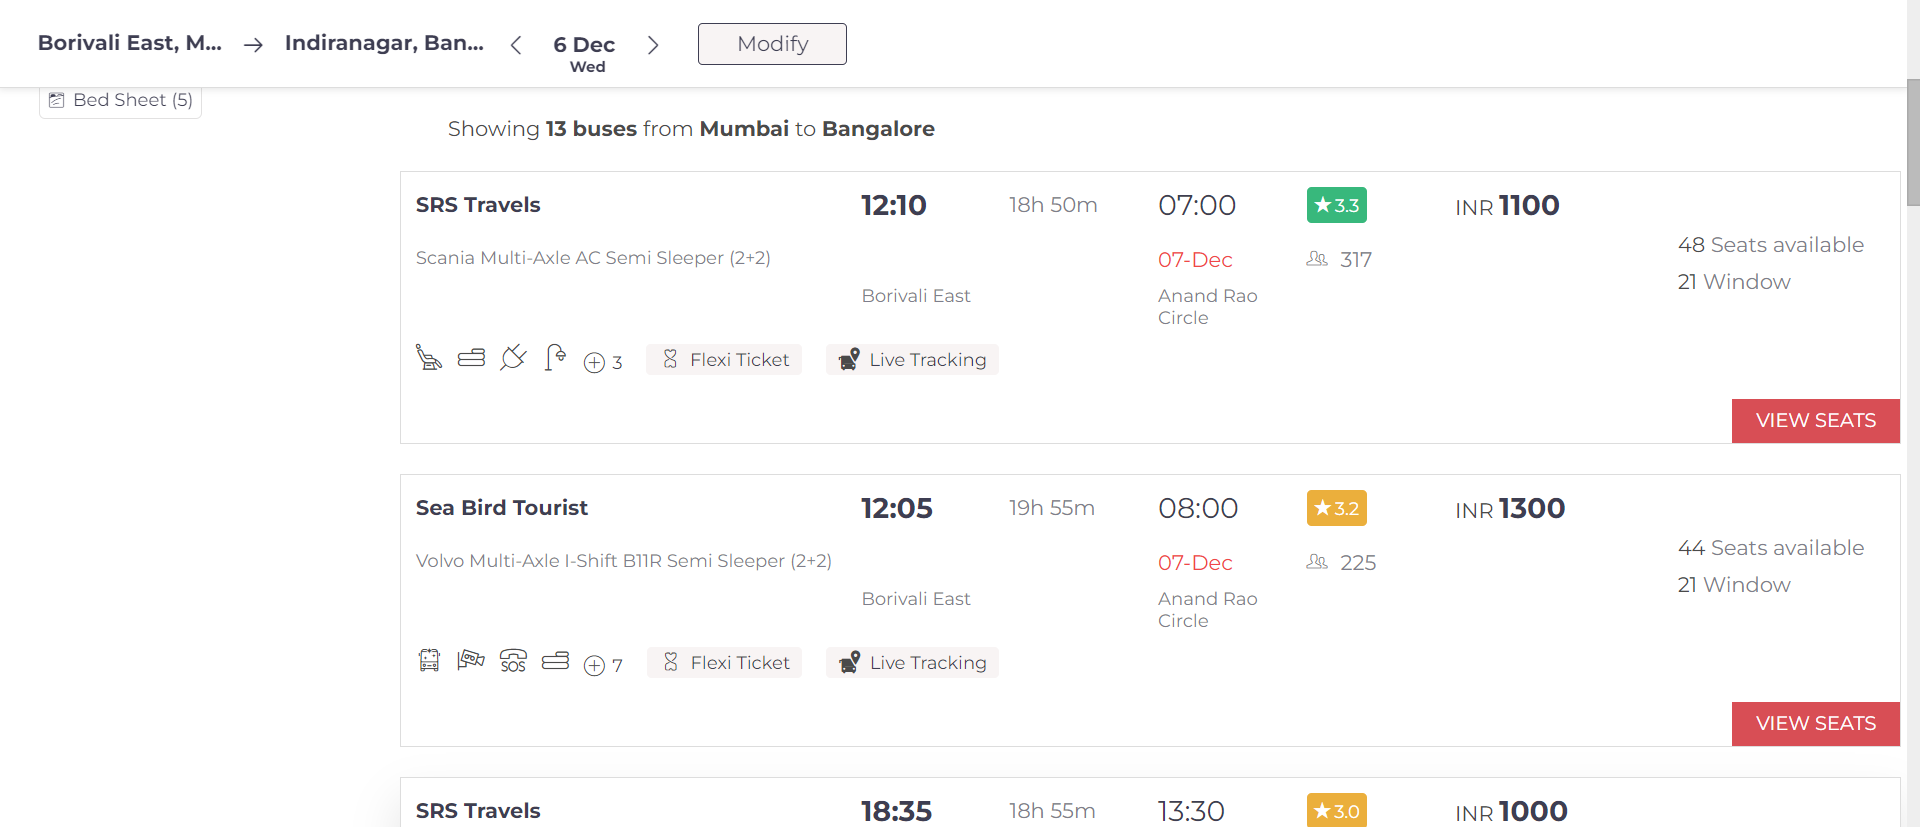 Borivali East, M... → Indiranagar, Ban... < 6 Dec > Modify
Wed
Bed Sheet (5)
Showing 13 buses from Mumbai to Bangalore
SRS Travels 12:10 18h 50m 07:00 ★3.3 INR 1100
48 Seats available
Scania Multi-Axle AC Semi Sleeper (2+2) 07-Dec 317
21 Window
Borivali East Anand Rao
Circle
3 Flexi Ticket Live Tracking
VIEW SEATS
Sea Bird Tourist 12:05 19h 55m 08:00 ★3.2 INR 1300
44 Seats available
Volvo Multi-Axle I-Shift B11R Semi Sleeper (2+2) 07-Dec 225
21 Window
Borivali East Anand Rao
Circle
SOS 7 Flexi Ticket Live Tracking
VIEW SEATS
SRS Travels 18:35 18h 55m 13:30 ★3.0 INR 1000